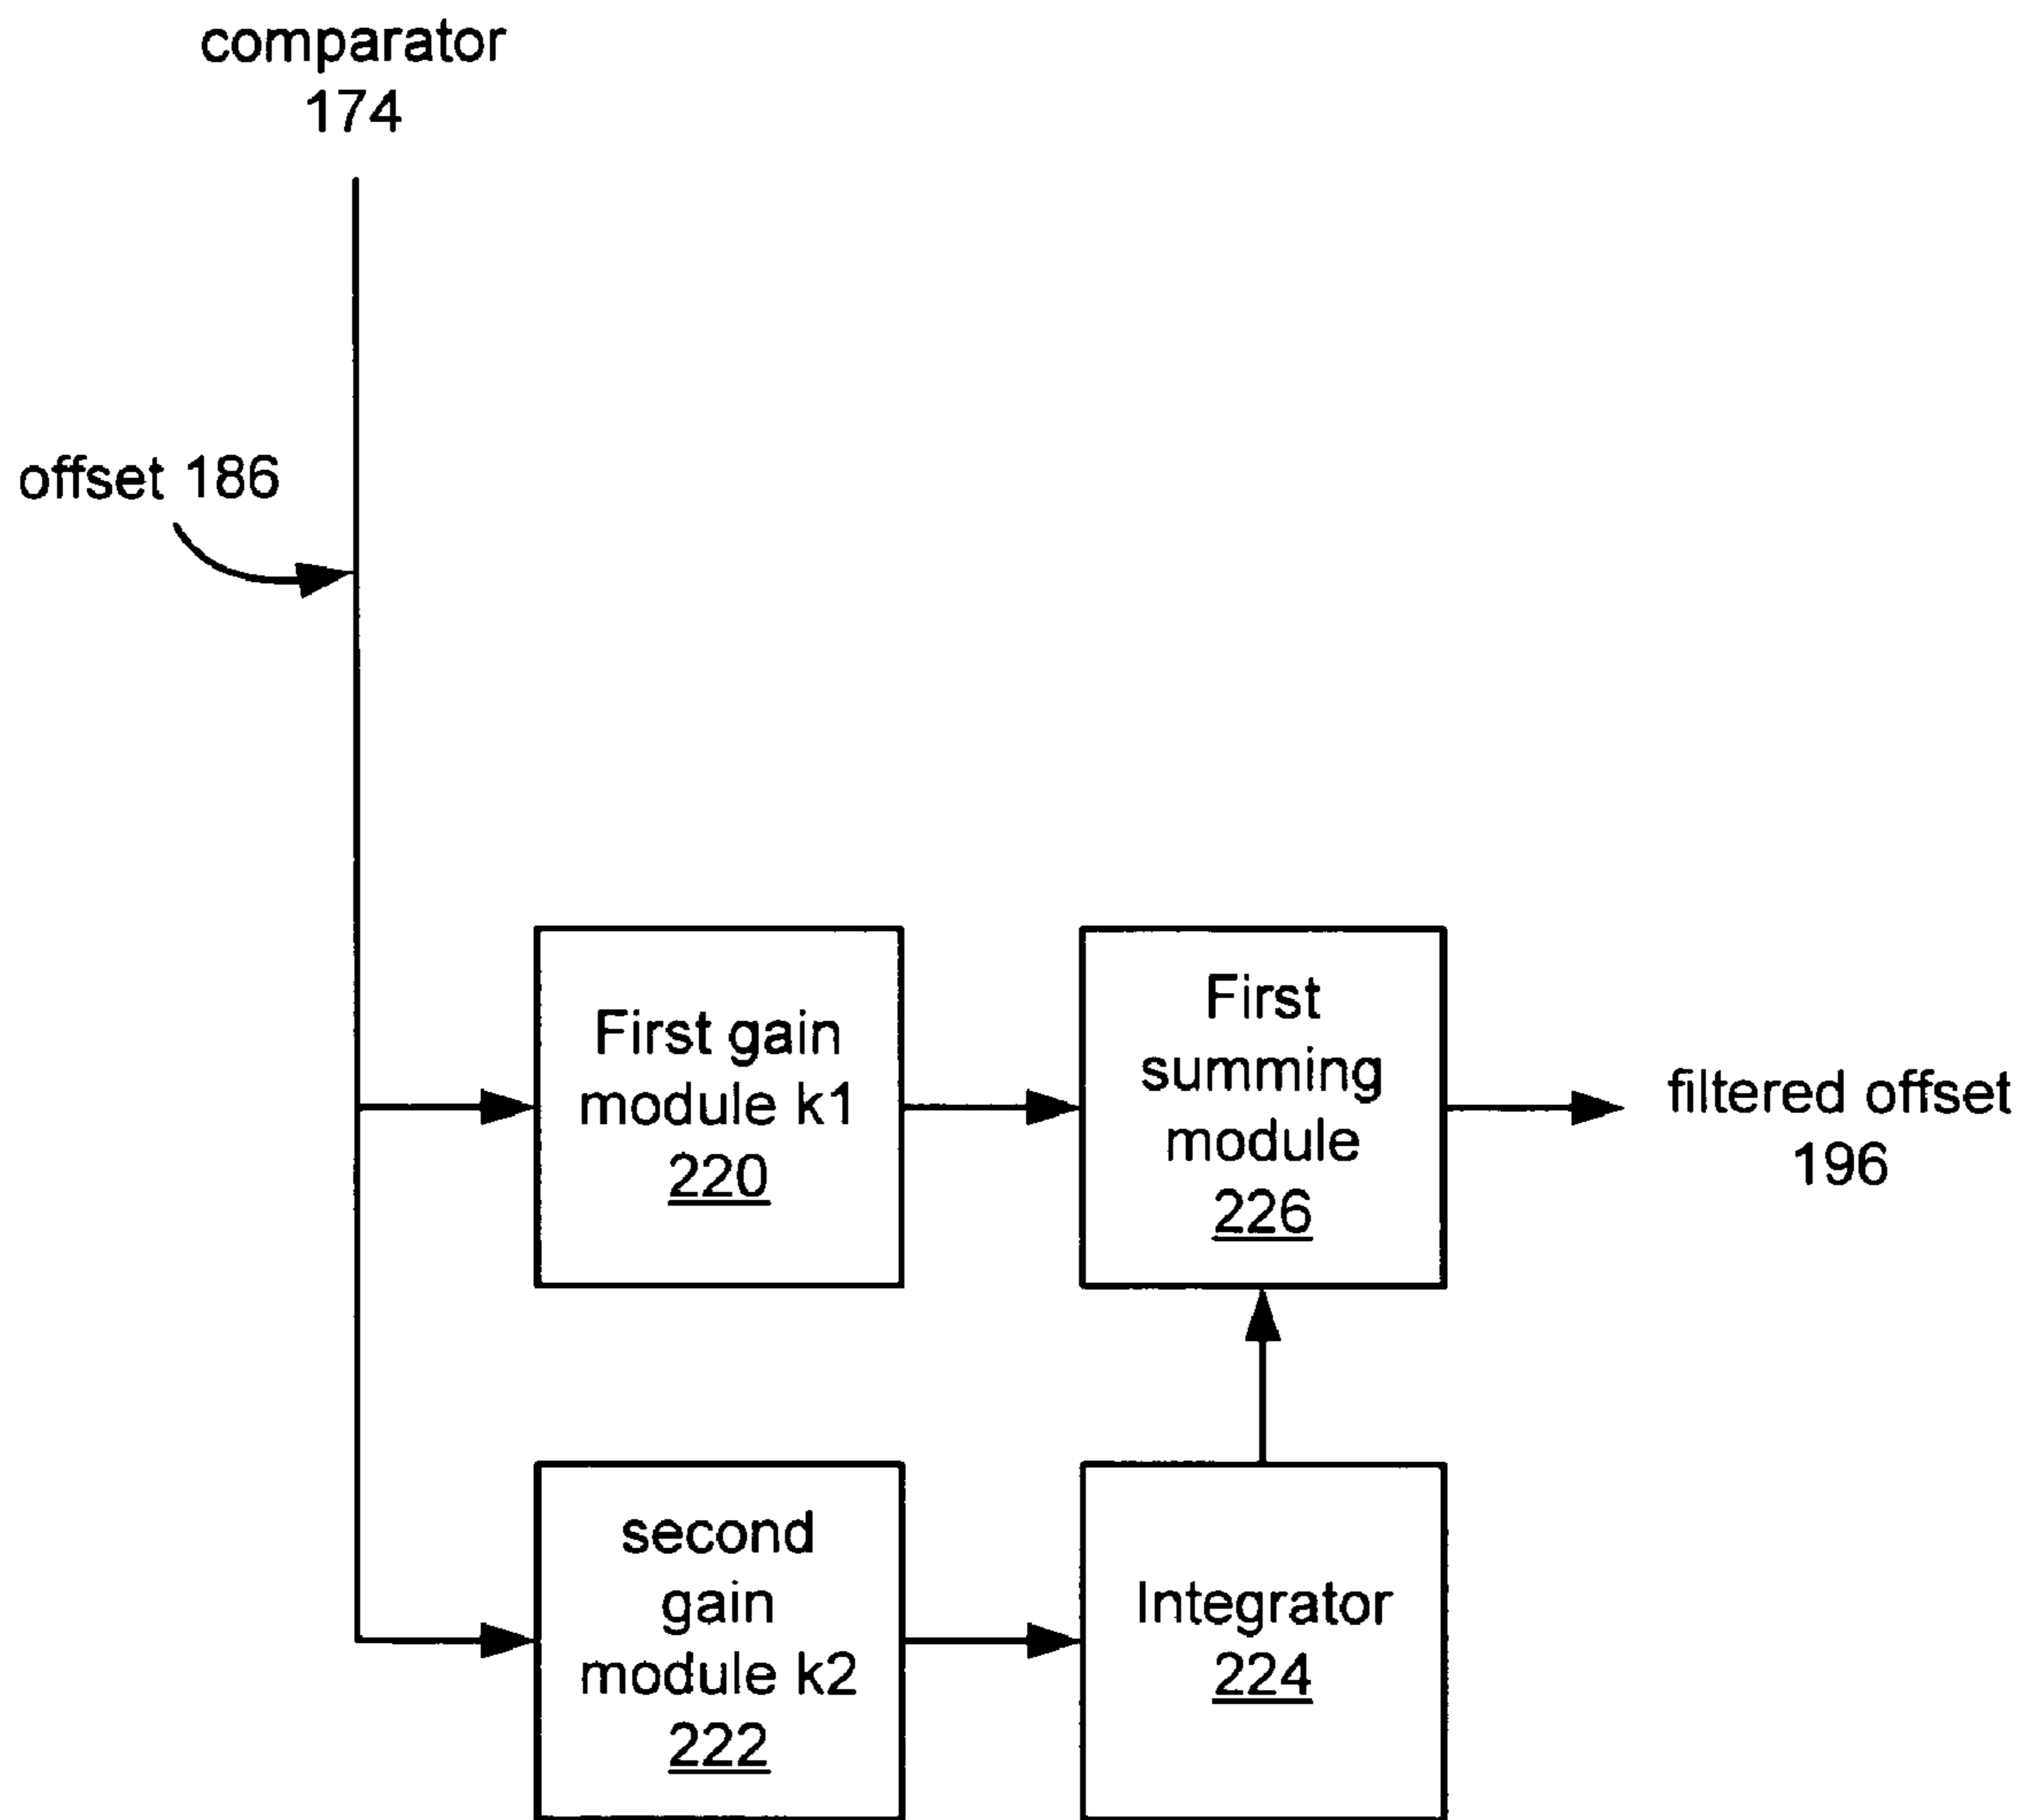 comparator
174
offset 186
First gain
module k1
220
First
summing
module
226
filtered offset
196
second
gain
module k2
222
Integrator
224